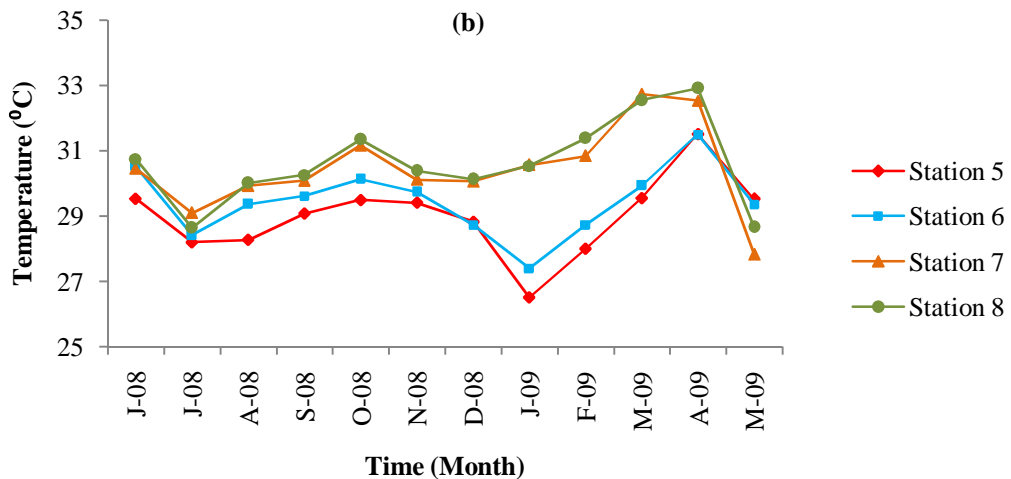 (b)
35
33
31
29
27
25
Temperature (⁰C)
J-08
J-08
A-08
S-08
O-08
N-08
D-08
J-09
F-09
M-09
A-09
M-09
Time (Month)
Station 5
Station 6
Station 7
Station 8